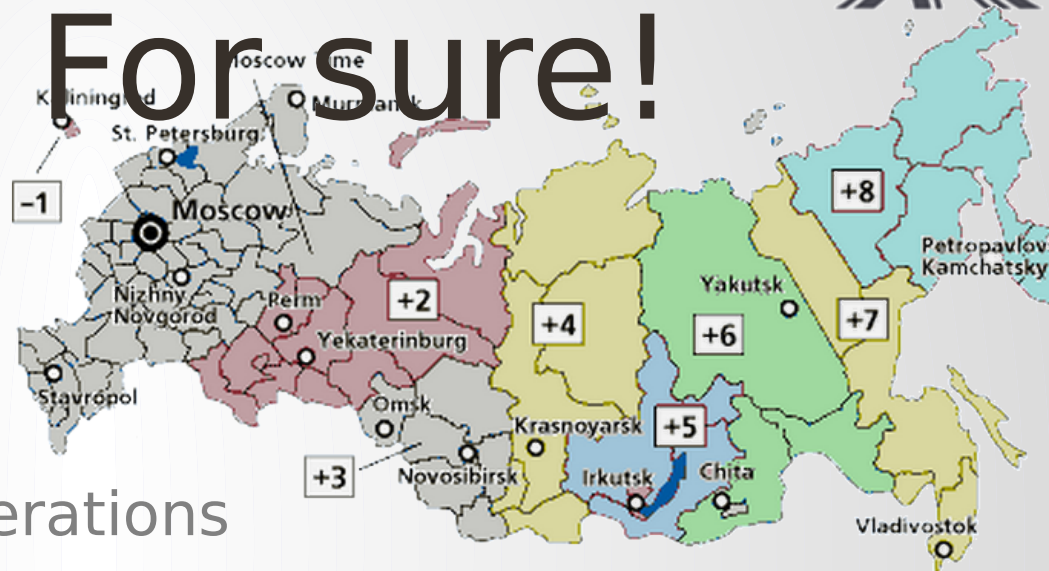 For sure!
Moscow Time
Kaliningrad
Murmansk
St. Petersburg
–1
Moscow
+8
Petropavlov
Kamchatsky
Yakutsk
Nizhny
Novgorod
Perm
+2
+4
+6
+7
Yekaterinburg
Stavropol
Omsk
Krasnoyarsk
+5
+3
Novosibirsk
Irkutsk
Chita
erations
Vladivostok